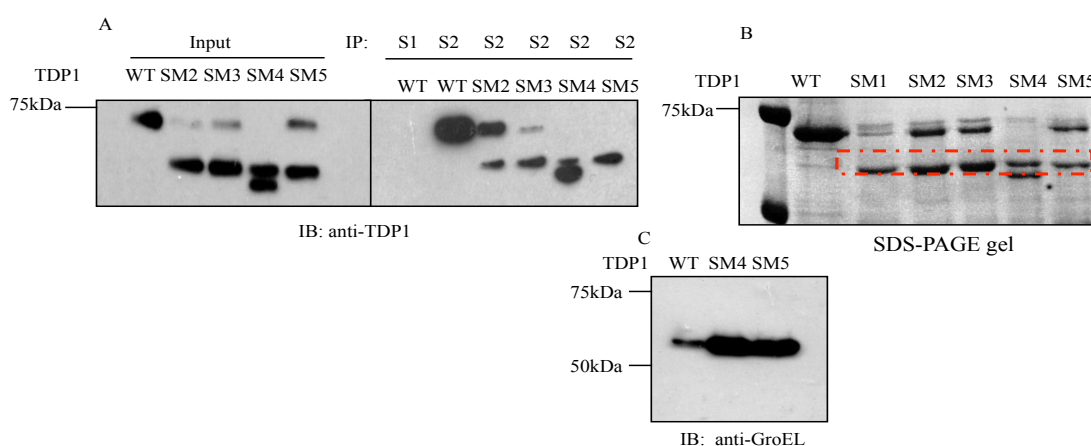 A
Input
TDP1 WT SM2 SM3 SM4 SM5
75kDa
IP: S1 S2 S2 S2 S2 S2
WT WT SM2 SM3 SM4 SM5
IB: anti-TDP1
B
TDP1 WT SM1 SM2 SM3 SM4 SM5
75kDa
SDS-PAGE gel
C
TDP1 WT SM4 SM5
75kDa
50kDa
IB: anti-GroEL